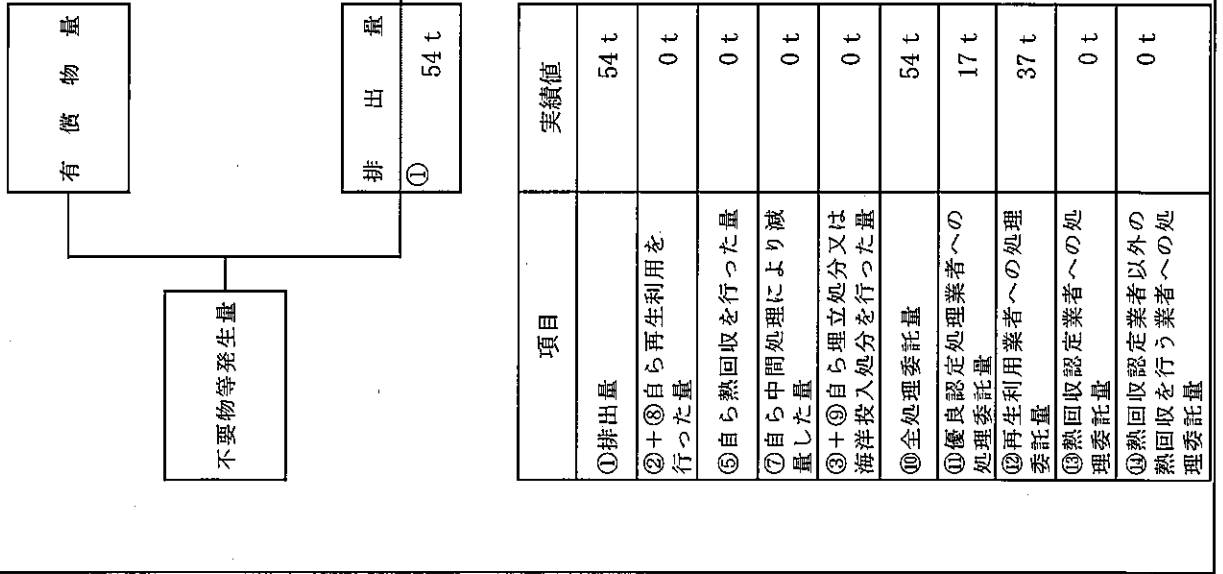 有償物量
不要物等発生量
排出量
① 54 t
項目 実績値
①排出量 54 t
②+⑧自ら再生利用を
行った量 0 t
⑤自ら熱回収を行った量 0 t
⑦自ら中間処理により減
量した量 0 t
③+⑨自ら埋立処分又は
海洋投入処分を行った量 0 t
⑩全処理委託量 54 t
⑪優良認定処理業者への
処理委託量 17 t
⑫再生利用業者への処理
委託量 37 t
⑬熱回収認定業者への処
理委託量 0 t
⑭熱回収認定業者以外の
熱回収を行う業者への処
理委託量 0 t